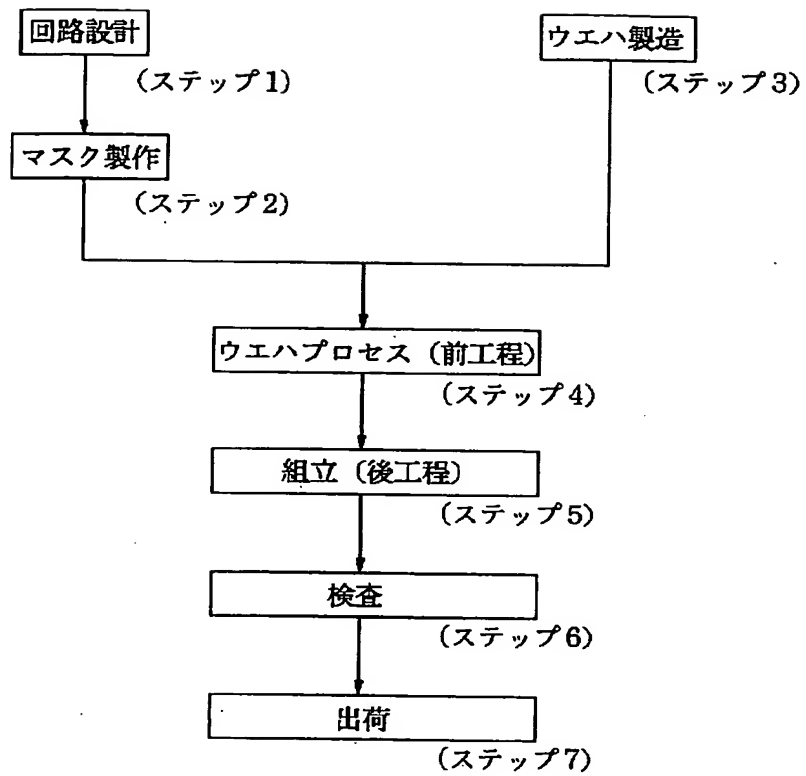 回路設計
(ステップ1)
ウエハ製造
(ステップ3)
マスク製作
(ステップ2)
ウエハプロセス(前工程)
(ステップ4)
組立(後工程)
(ステップ5)
検査
(ステップ6)
出荷
(ステップ7)